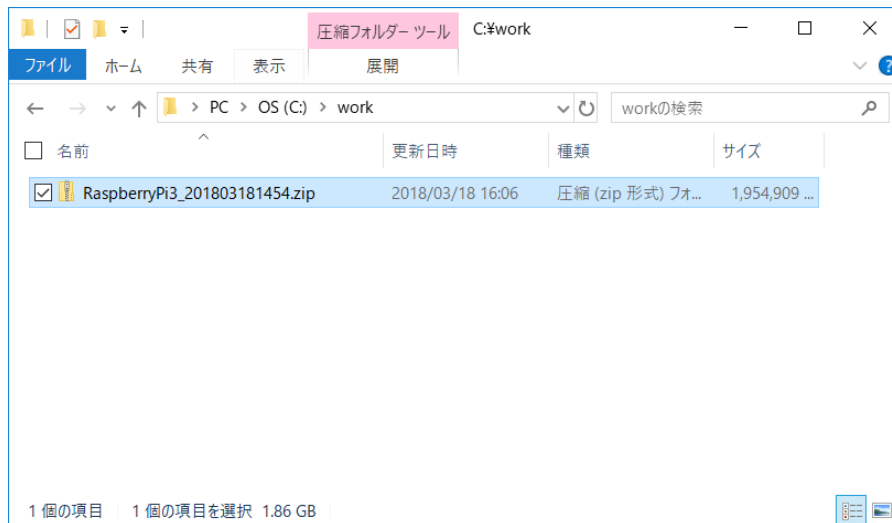 圧縮フォルダー ツール C:¥work
ファイル ホーム 共有 表示 展開
PC > OS (C:) > work workの検索
名前 更新日時 種類 サイズ
RaspberryPi3_201803181454.zip 2018/03/18 16:06 圧縮 (zip 形式) フォ... 1,954,909 ...
1 個の項目 1 個の項目を選択 1.86 GB